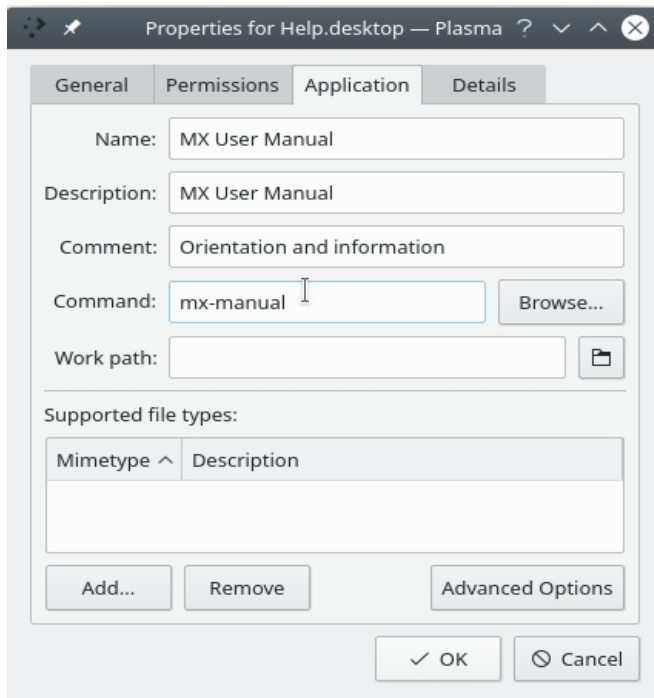 Properties for Help.desktop — Plasma ?
General Permissions Application Details
Name: MX User Manual
Description: MX User Manual
Comment: Orientation and information
Command: mx-manual Browse...
Work path:
Supported file types:
Mimetype Description
Add... Remove Advanced Options
OK Cancel